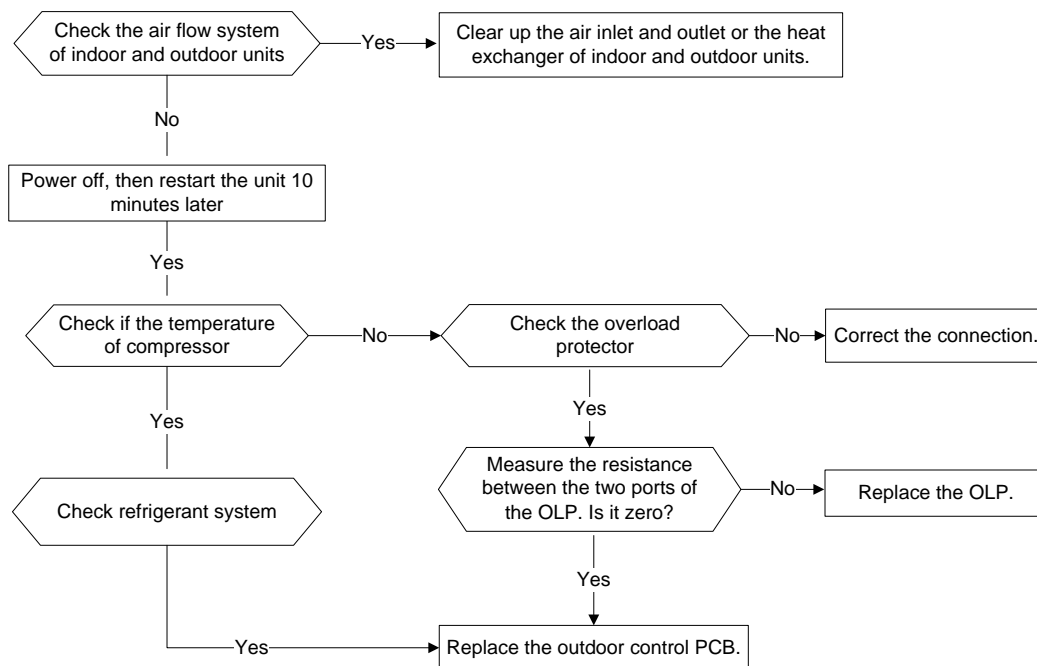 Check the air flow system
of indoor and outdoor units
Yes
Clear up the air inlet and outlet or the heat
exchanger of indoor and outdoor units.
No
Power off, then restart the unit 10
minutes later
Yes
Check if the temperature
of compressor
No
Check the overload
protector
No
Correct the connection.
Yes
Yes
Measure the resistance
between the two ports of
the OLP. Is it zero?
No
Replace the OLP.
Check refrigerant system
Yes
Yes
Replace the outdoor control PCB.